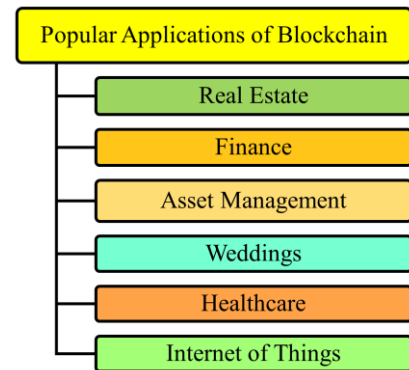 Popular Applications of Blockchain
Real Estate
Finance
Asset Management
Weddings
Healthcare
Internet of Things